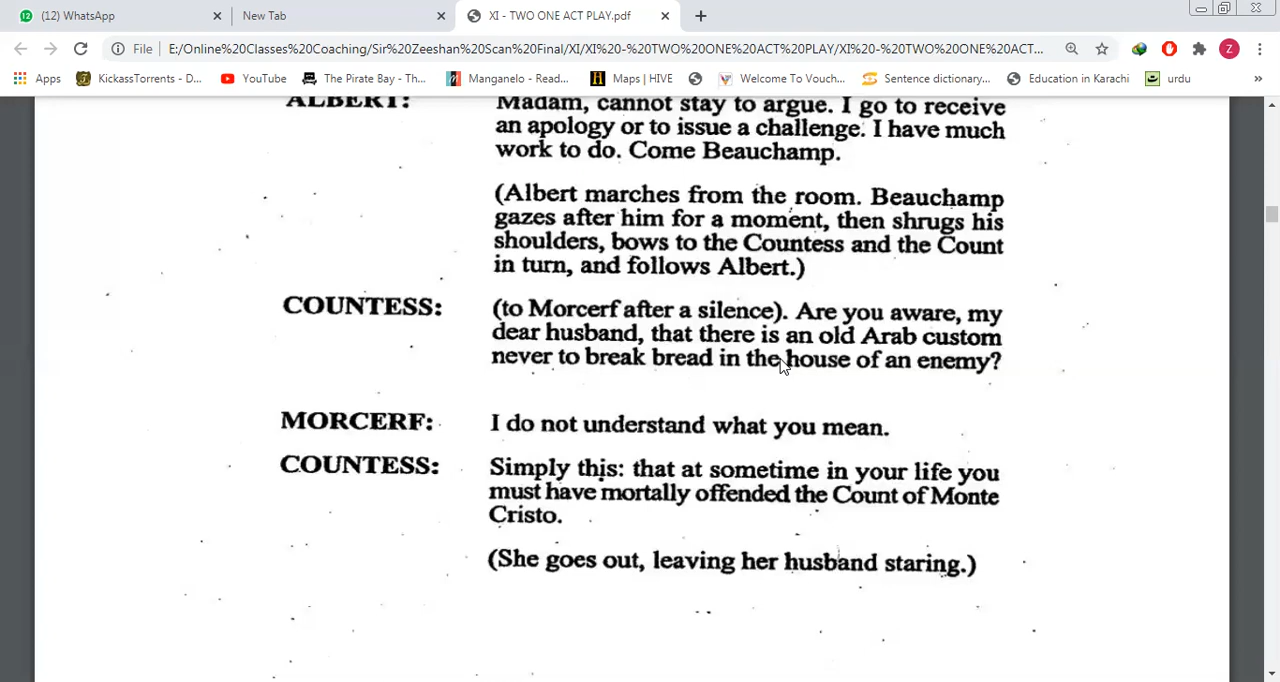 (12) WhatsApp
New Tab
XI - TWO ONE ACT PLAY.pdf
File
E:/Online%20Classes%20Coaching/Sir%20Zeeshan%20Scan%20Final/XI/XI%20-%20TWO%20ONE%20ACT%20PLAY/XI%20-%20TWO%20ONE%20ACT...
Z
Apps
KickassTorrents - D...
YouTube
The Pirate Bay - Th...
Manganelo - Read...
Maps | HIVE
Welcome To Vouch...
Sentence dictionary...
Education in Karachi
urdu
»
ALBERT: Madam, cannot stay to argue. I go to receive
an apology or to issue a challenge. I have much
work to do. Come Beauchamp.
(Albert marches from the room. Beauchamp
gazes after him for a moment, then shrugs his
shoulders, bows to the Countess and the Count
in turn, and follows Albert.)
COUNTESS: (to Morcerf after a silence). Are you aware, my
dear husband, that there is an old Arab custom
never to break bread in the house of an enemy?
MORCERF: I do not understand what you mean.
COUNTESS: Simply this: that at sometime in your life you
must have mortally offended the Count of Monte
Cristo.
(She goes out, leaving her husband staring.)